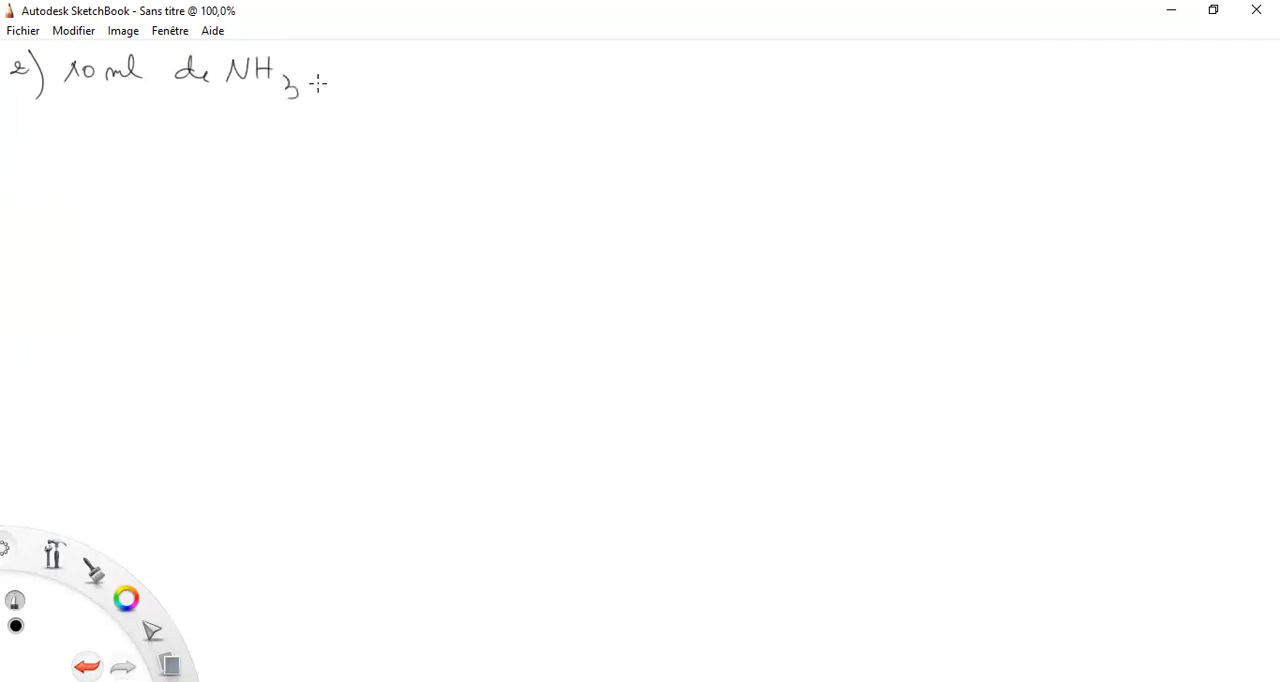 Autodesk SketchBook - Sans titre @ 100,0%
Fichier Modifier Image Fenêtre Aide
2) 10 ml de NH3